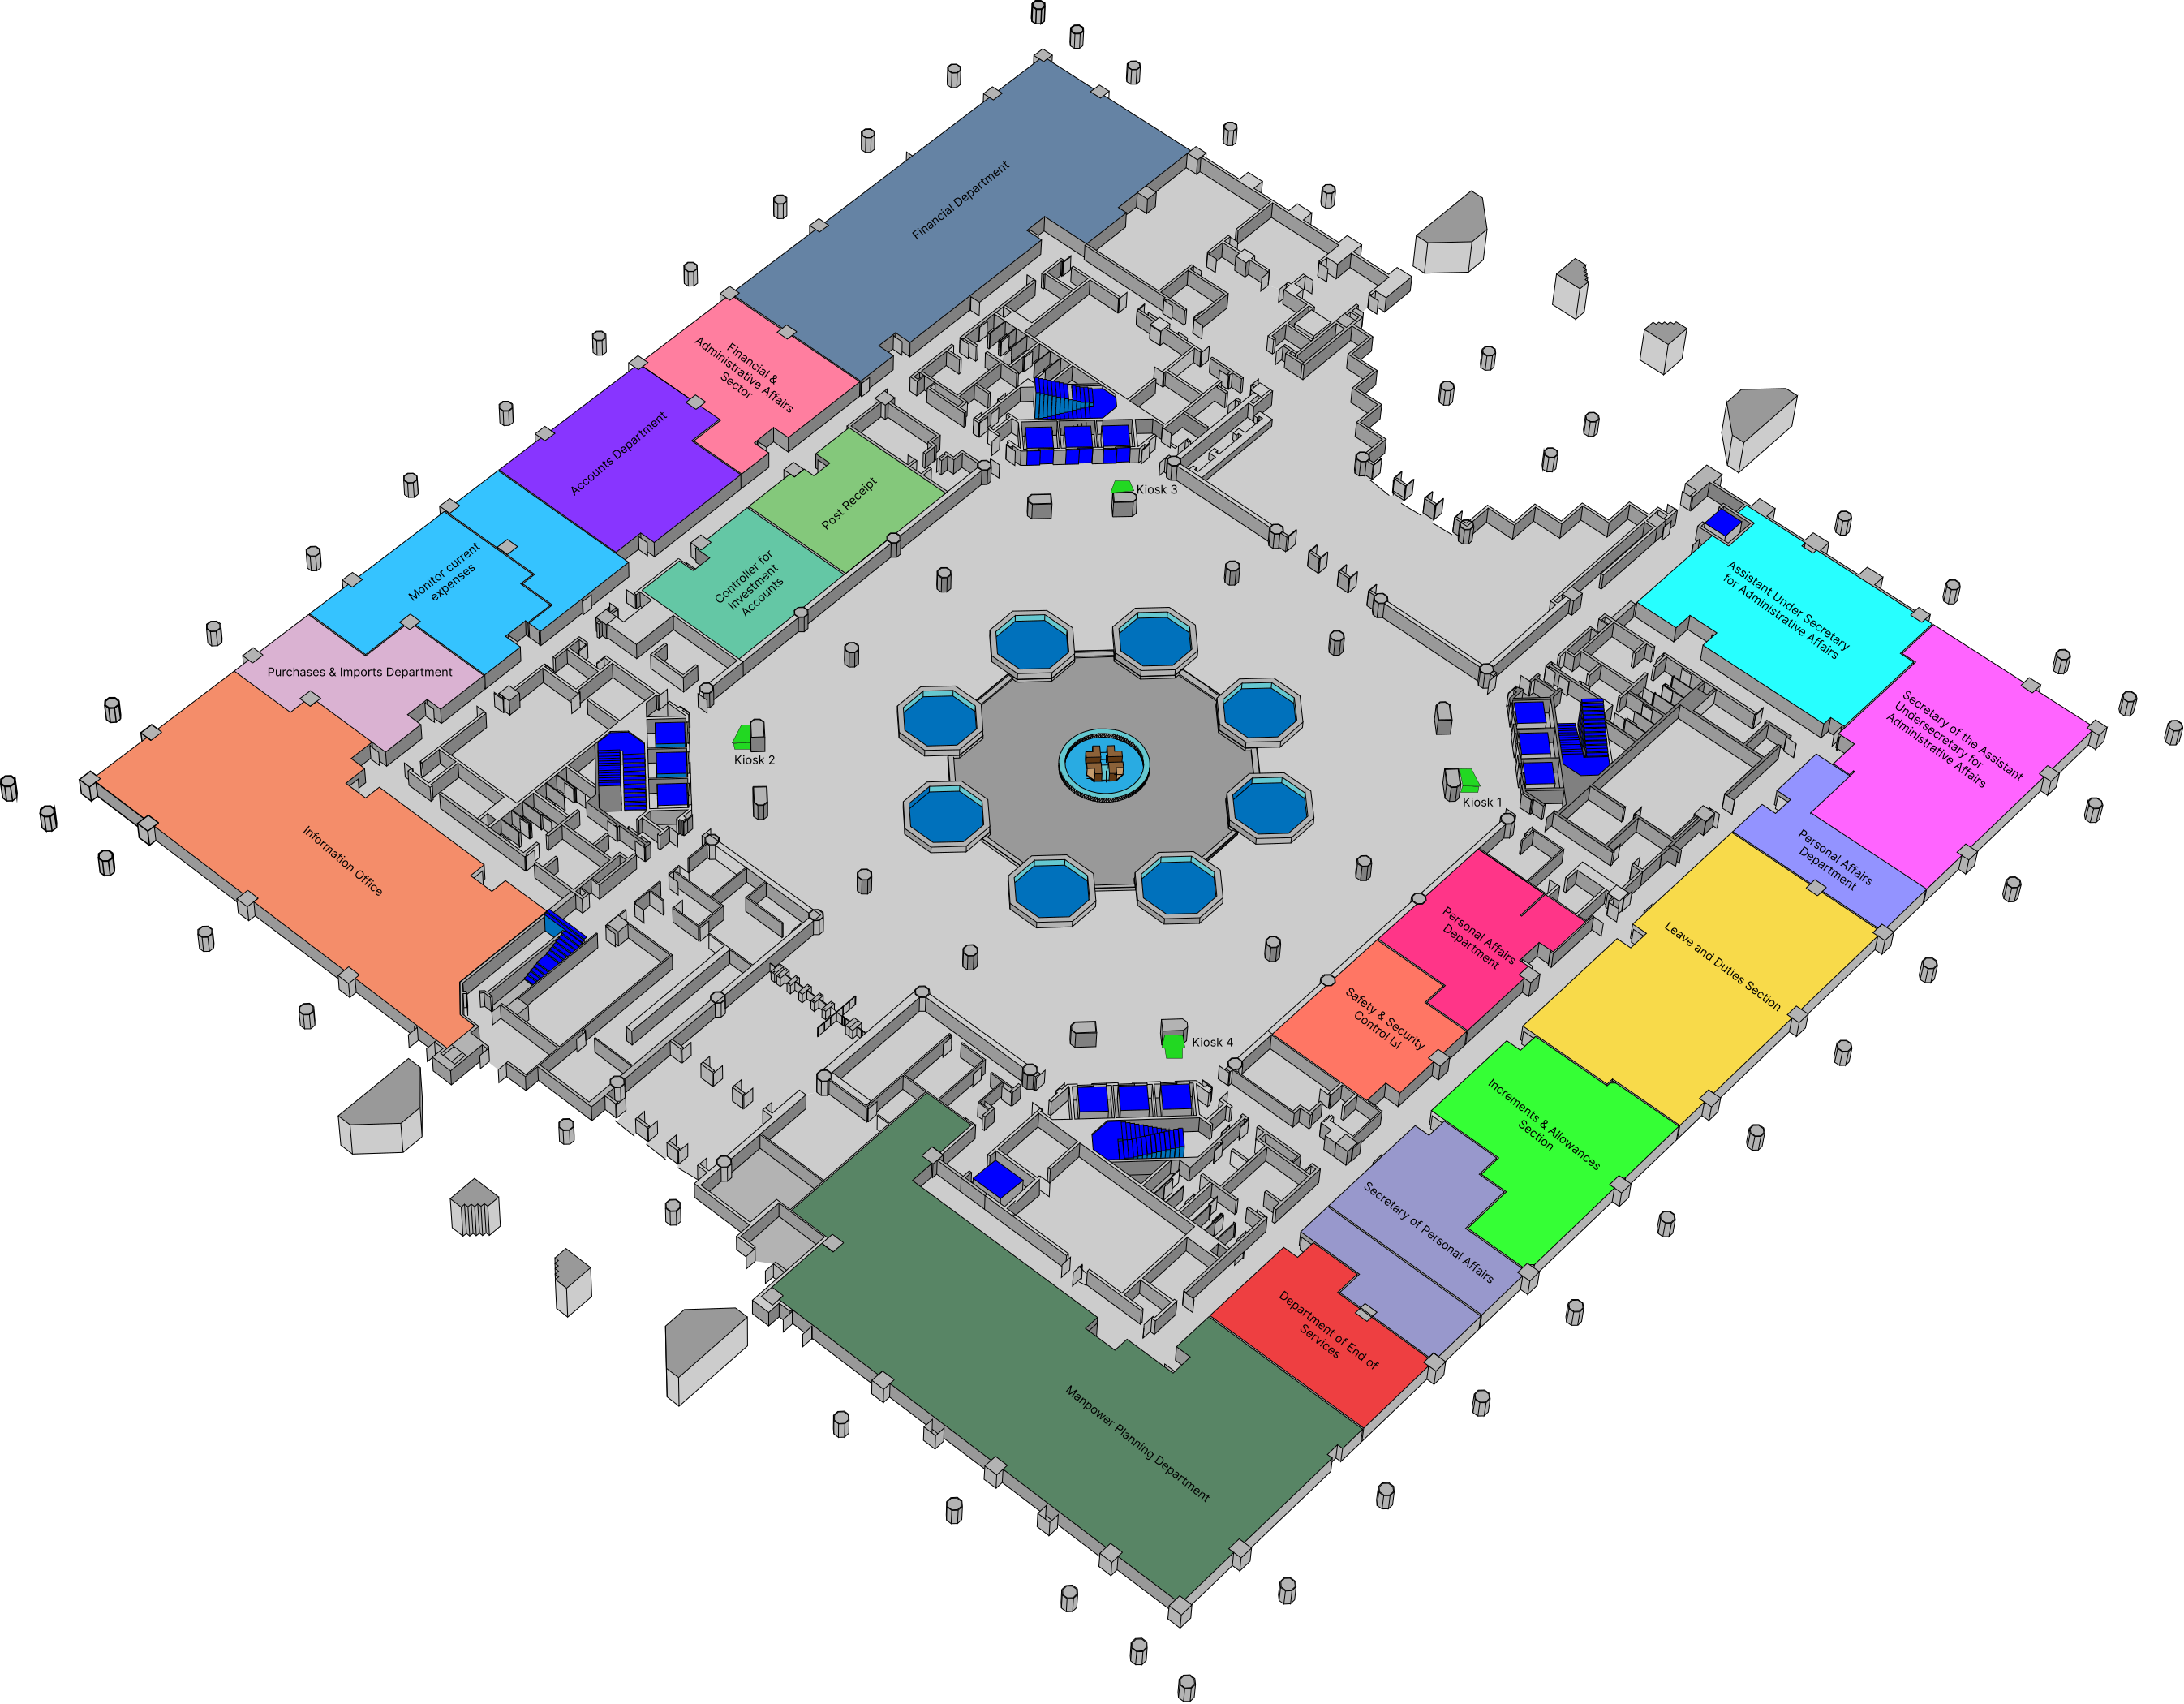 Financial Department
Financial &
Administrative Affairs
Sector
Accounts Department
Post Receipt
Kiosk 3
Monitor current
expenses
Controller for
Investment
Accounts
Assistant Under Secretary
for Administrative Affairs
Purchases & Imports Department
Secretary of the Assistant
Undersecretary for
Administrative Affairs
Kiosk 2
Kiosk 1
Information Office
Personal Affairs
Department
Personal Affairs
Department
Leave and Duties Section
Safety & Security
Control انا
Kiosk 4
Increments & Allowances
Section
Secretary of Personal Affairs
Department of End of
Services
Manpower Planning Department